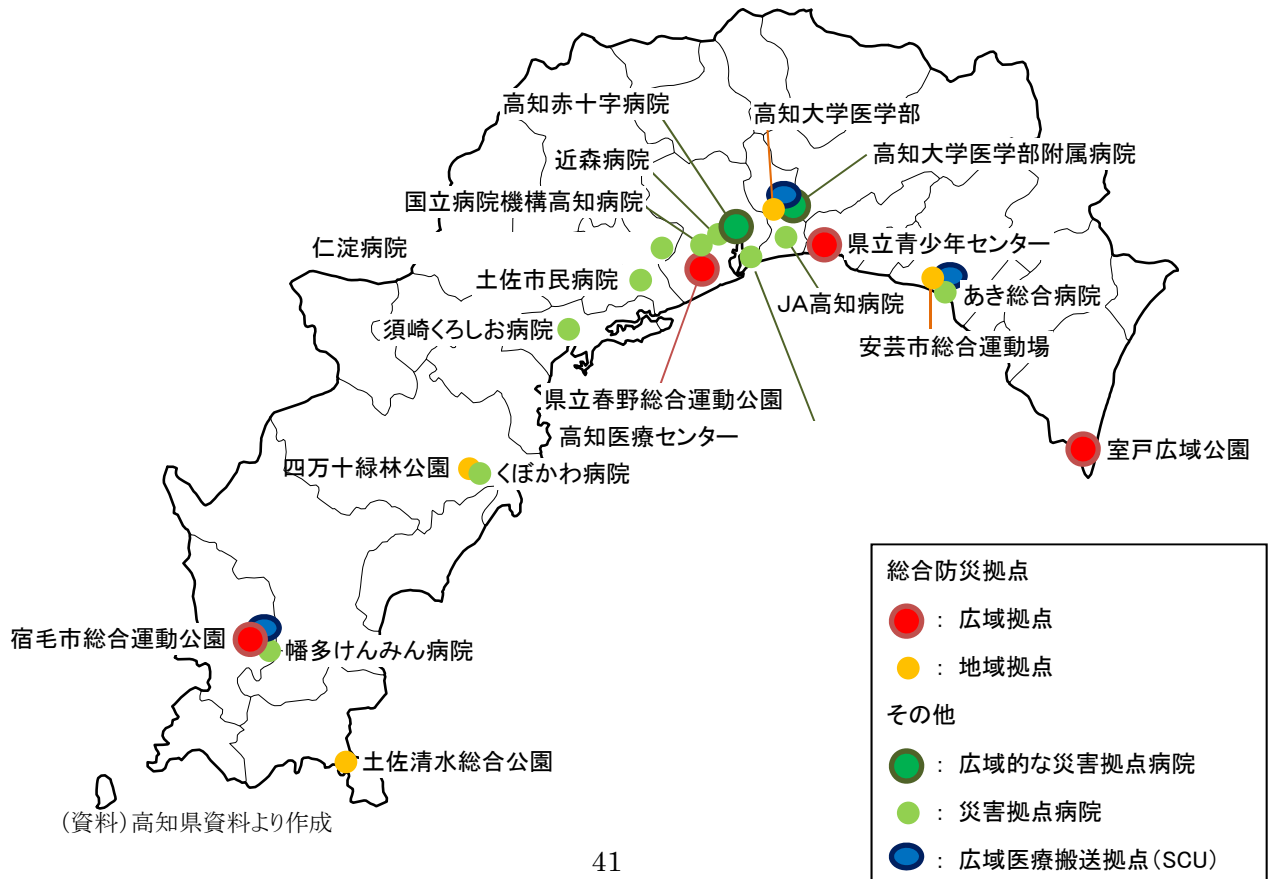 高知赤十字病院
高知大学医学部
近森病院
高知大学医学部附属病院
国立病院機構高知病院
仁淀病院
県立青少年センター
土佐市民病院
JA高知病院
あき総合病院
須崎くろしお病院
安芸市総合運動場
県立春野総合運動公園
高知医療センター
室戸広域公園
四万十緑林公園
くぼかわ病院
宿毛市総合運動公園
幡多けんみん病院
土佐清水総合公園
総合防災拠点
： 広域拠点
： 地域拠点
その他
： 広域的な災害拠点病院
： 災害拠点病院
： 広域医療搬送拠点（SCU）
（資料）高知県資料より作成
41